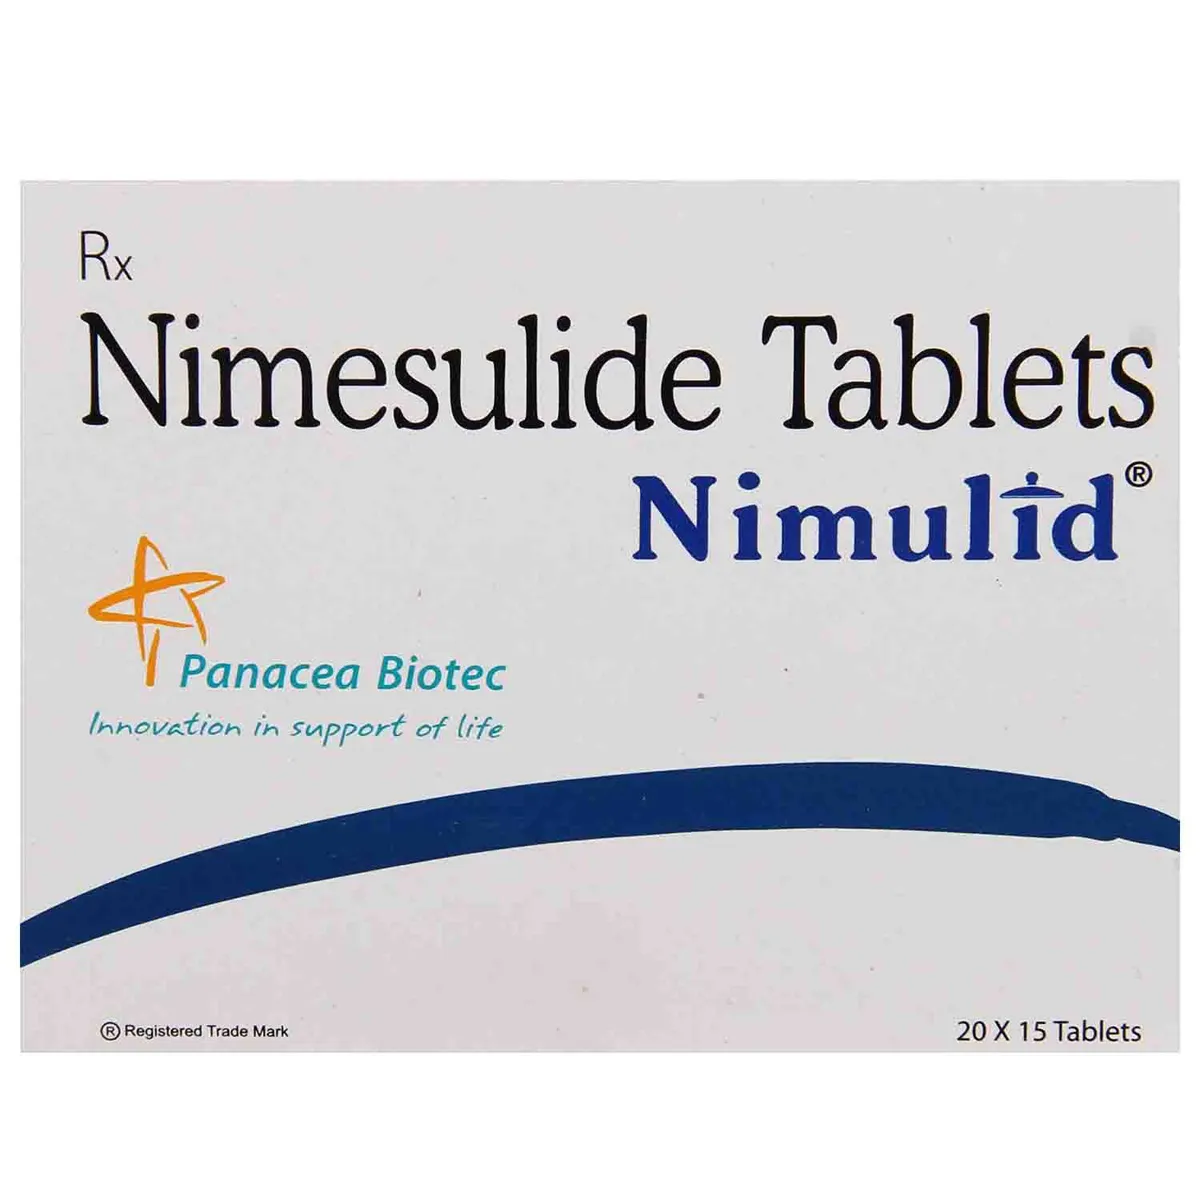 Rx
Nimesulide Tablets
Nimulid®
Panacea Biotec
Innovation in support of life
® Registered Trade Mark
20 X 15 Tablets